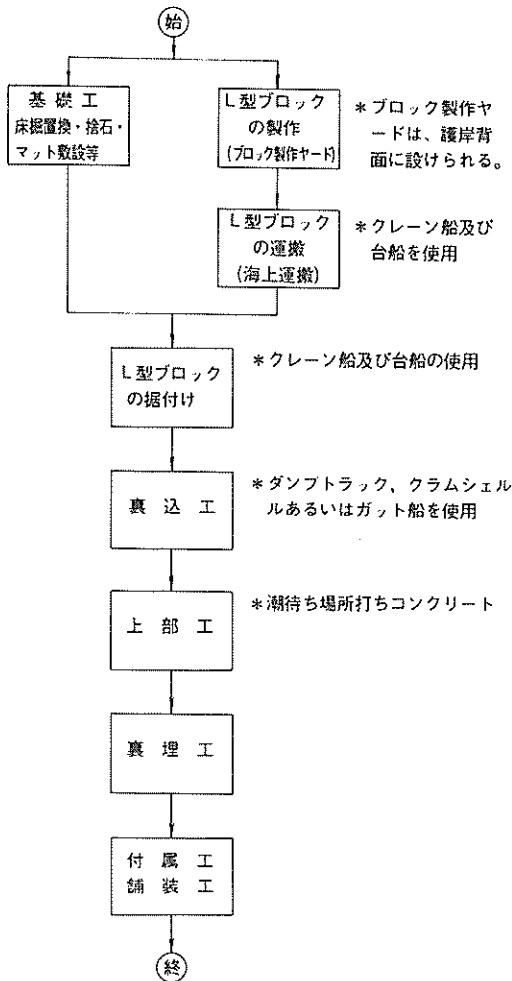 始
基礎工
床掘置換・捨石・
マット敷設等
L型ブロック
の製作
(ブロック製作ヤード)
*ブロック製作ヤ
ードは、護岸背
面に設けられる。
L型ブロック
の運搬
(海上運搬)
*クレーン船及び
台船を使用
L型ブロック
の据付け
*クレーン船及び台船の使用
裏込工
*ダンプトラック、クラムシェル
ルあるいはガット船を使用
上部工
*潮待ち場所打ちコンクリート
裏埋工
付属工
舗装工
終